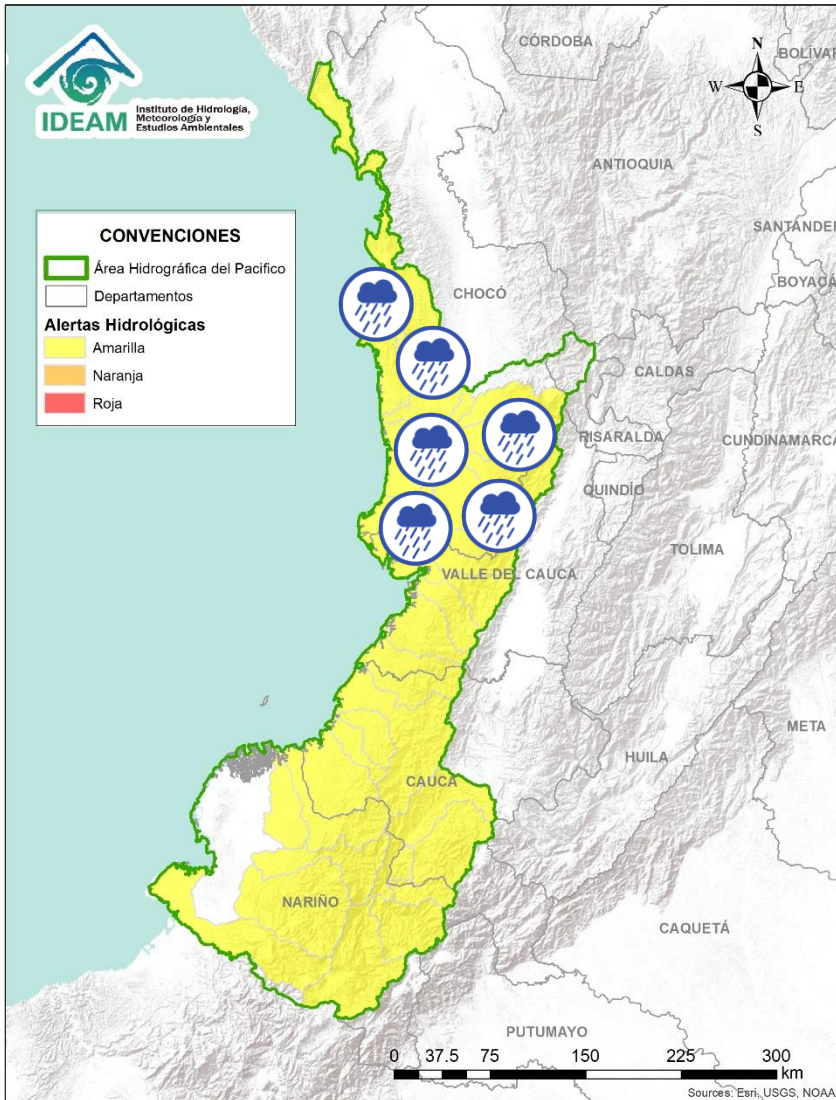 IDEAM
Instituto de Hidrología,
Meteorología y
Estudios Ambientales
CÓRDOBA
BOLÍVAR
N
W
E
S
ANTIOQUIA
SANTANDER
BOYACÁ
CONVENCIONES
Área Hidrográfica del Pacifico
Departamentos
Alertas Hidrológicas
Amarilla
Naranja
Roja
CHOCÓ
CALDAS
RISARALDA
CUNDINAMARCA
QUINDÍO
TOLIMA
VALLE DEL CAUCA
META
HUILA
CAUCA
NARIÑO
CAQUETÁ
PUTUMAYO
0 37.5 75 150 225 300
km
Sources: Esri, USGS, NOAA